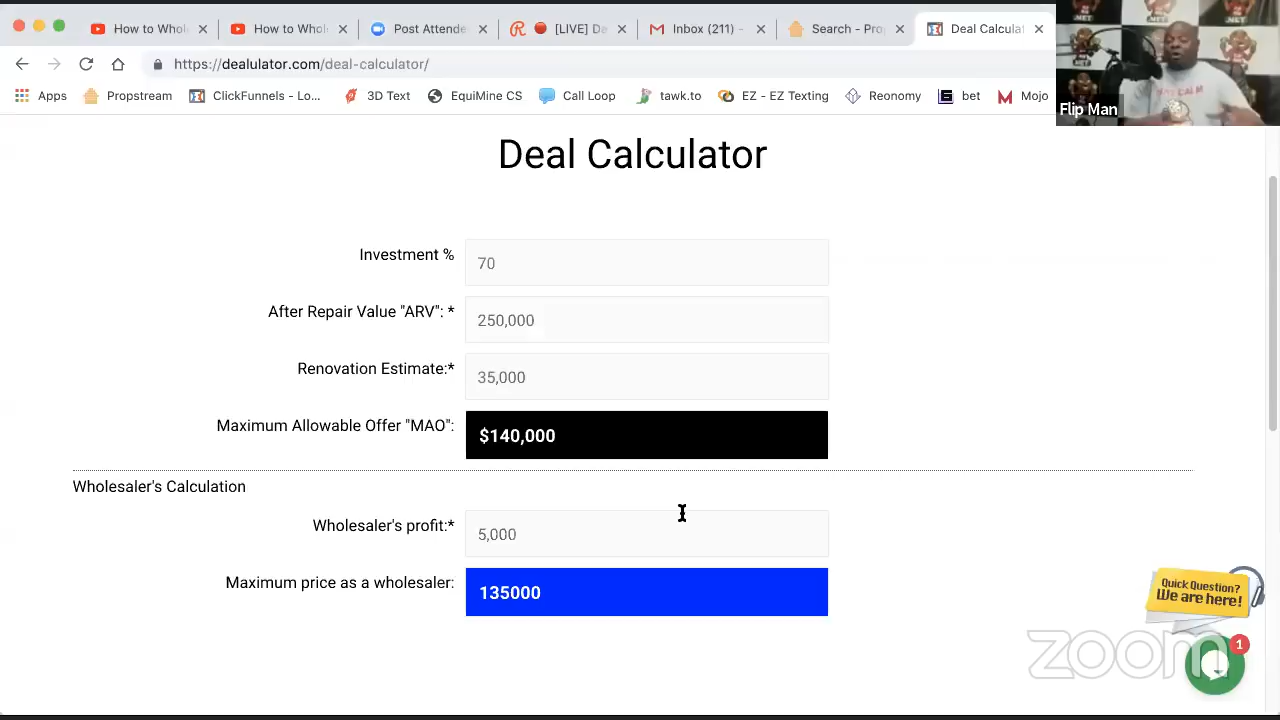 How to Whol
How to Whol
Post Attende
[LIVE] Da
Inbox (211) -
Search - Pro
Deal Calcula
https://dealulator.com/deal-calculator/
Apps
Propstream
ClickFunnels - Lo...
3D Text
EquiMine CS
Call Loop
tawk.to
EZ - EZ Texting
Reonomy
bet
Mojo
.NET
.NET
Flip Man
Deal Calculator
Investment %
70
After Repair Value "ARV": *
250,000
Renovation Estimate:*
35,000
Maximum Allowable Offer "MAO":
$140,000
Wholesaler's Calculation
Wholesaler's profit:*
5,000
Maximum price as a wholesaler:
135000
Quick Question?
We are here!
zoom
1